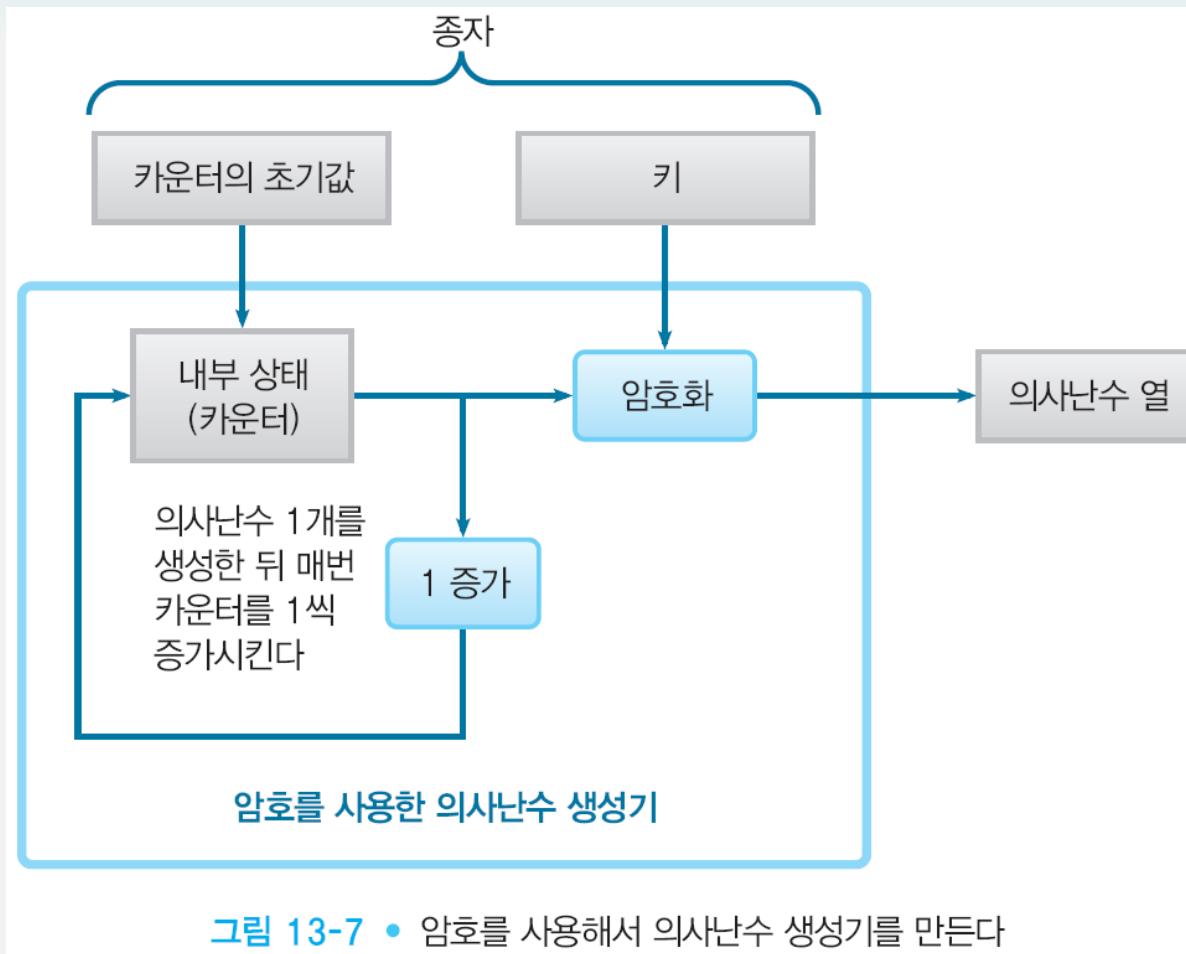 종자
카운터의 초기값
키
내부 상태
(카운터)
암호화
의사난수 열
의사난수 1개를
생성한 뒤 매번
카운터를 1씩
증가시킨다
1 증가
암호를 사용한 의사난수 생성기
그림 13-7 • 암호를 사용해서 의사난수 생성기를 만든다